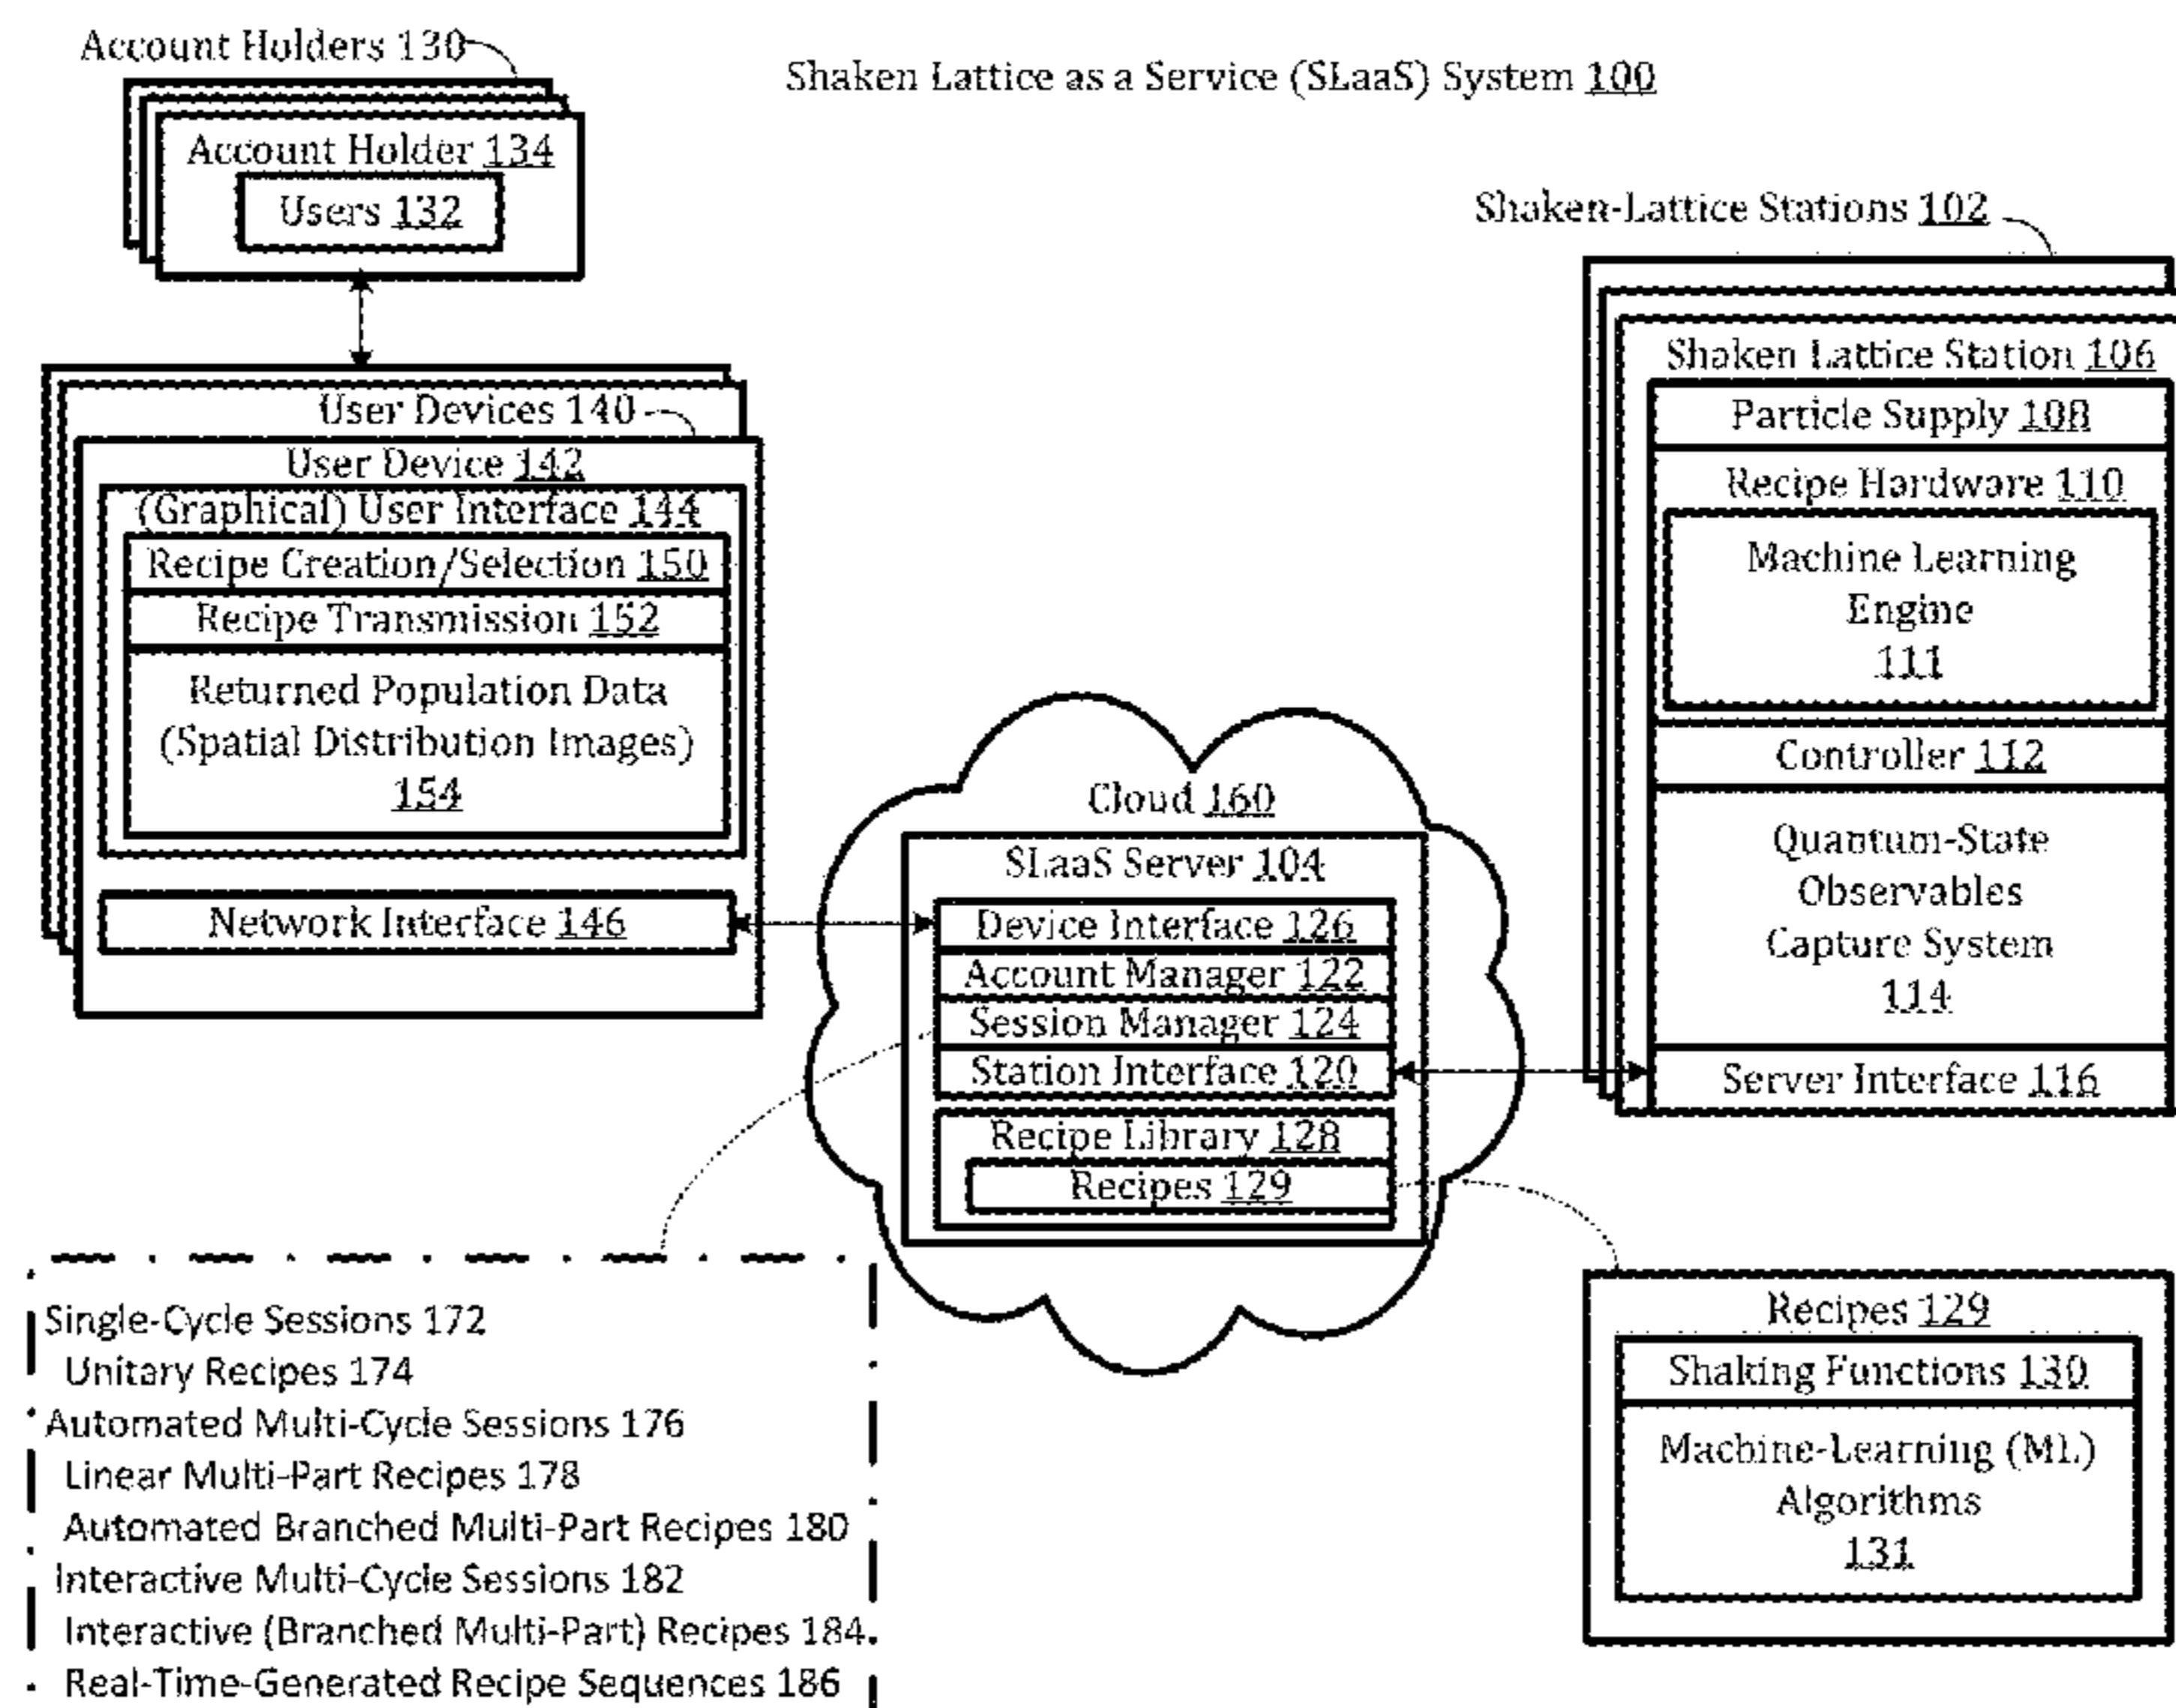 Account Holders 130
Shaken Lattice as a Service (SLaaS) System 100
Account Holder 134
Users 132
Shaken-Lattice Stations 102
User Devices 140
User Device 142
(Graphical) User Interface 144
Recipe Creation/Selection 150
Recipe Transmission 152
Returned Population Data
(Spatial Distribution Images)
154
Network Interface 146
Shaken Lattice Station 106
Particle Supply 108
Recipe Hardware 110
Machine Learning
Engine
111
Controller 112
Quantum-State
Observables
Capture System
114
Server Interface 116
Cloud 160
SLaaS Server 104
Device Interface 126
Account Manager 122
Session Manager 124
Station Interface 120
Recipe Library 128
Recipes 129
Single-Cycle Sessions 172
Unitary Recipes 174
Automated Multi-Cycle Sessions 176
Linear Multi-Part Recipes 178
Automated Branched Multi-Part Recipes 180
Interactive Multi-Cycle Sessions 182
Interactive (Branched Multi-Part) Recipes 184
Real-Time-Generated Recipe Sequences 186
Recipes 129
Shaking Functions 130
Machine-Learning (ML)
Algorithms
131